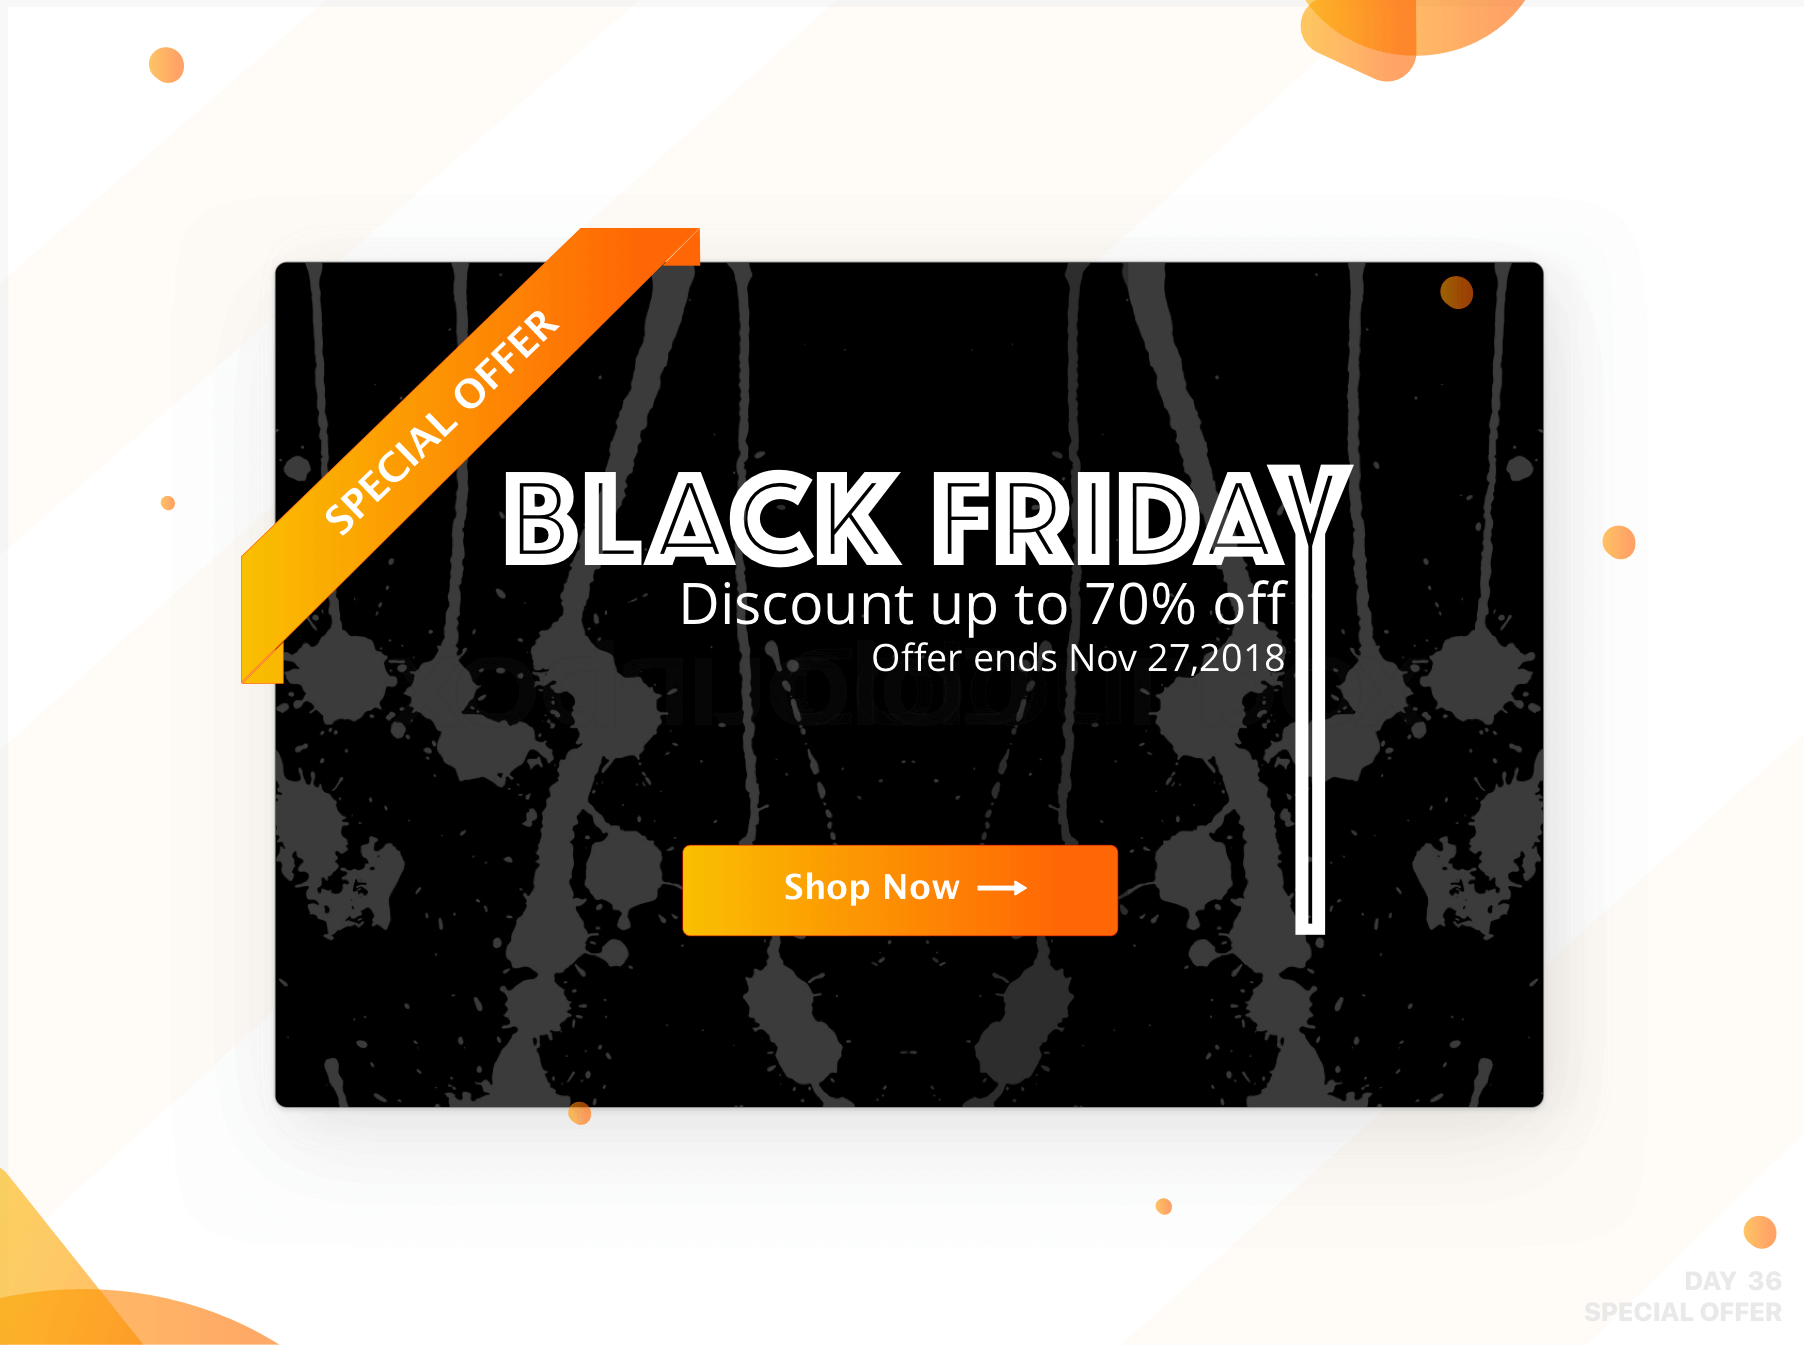 SPECIAL OFFER
BLACK FRIDAY
Discount up to 70% off
Offer ends Nov 27,2018
Shop Now
DAY 36
SPECIAL OFFER